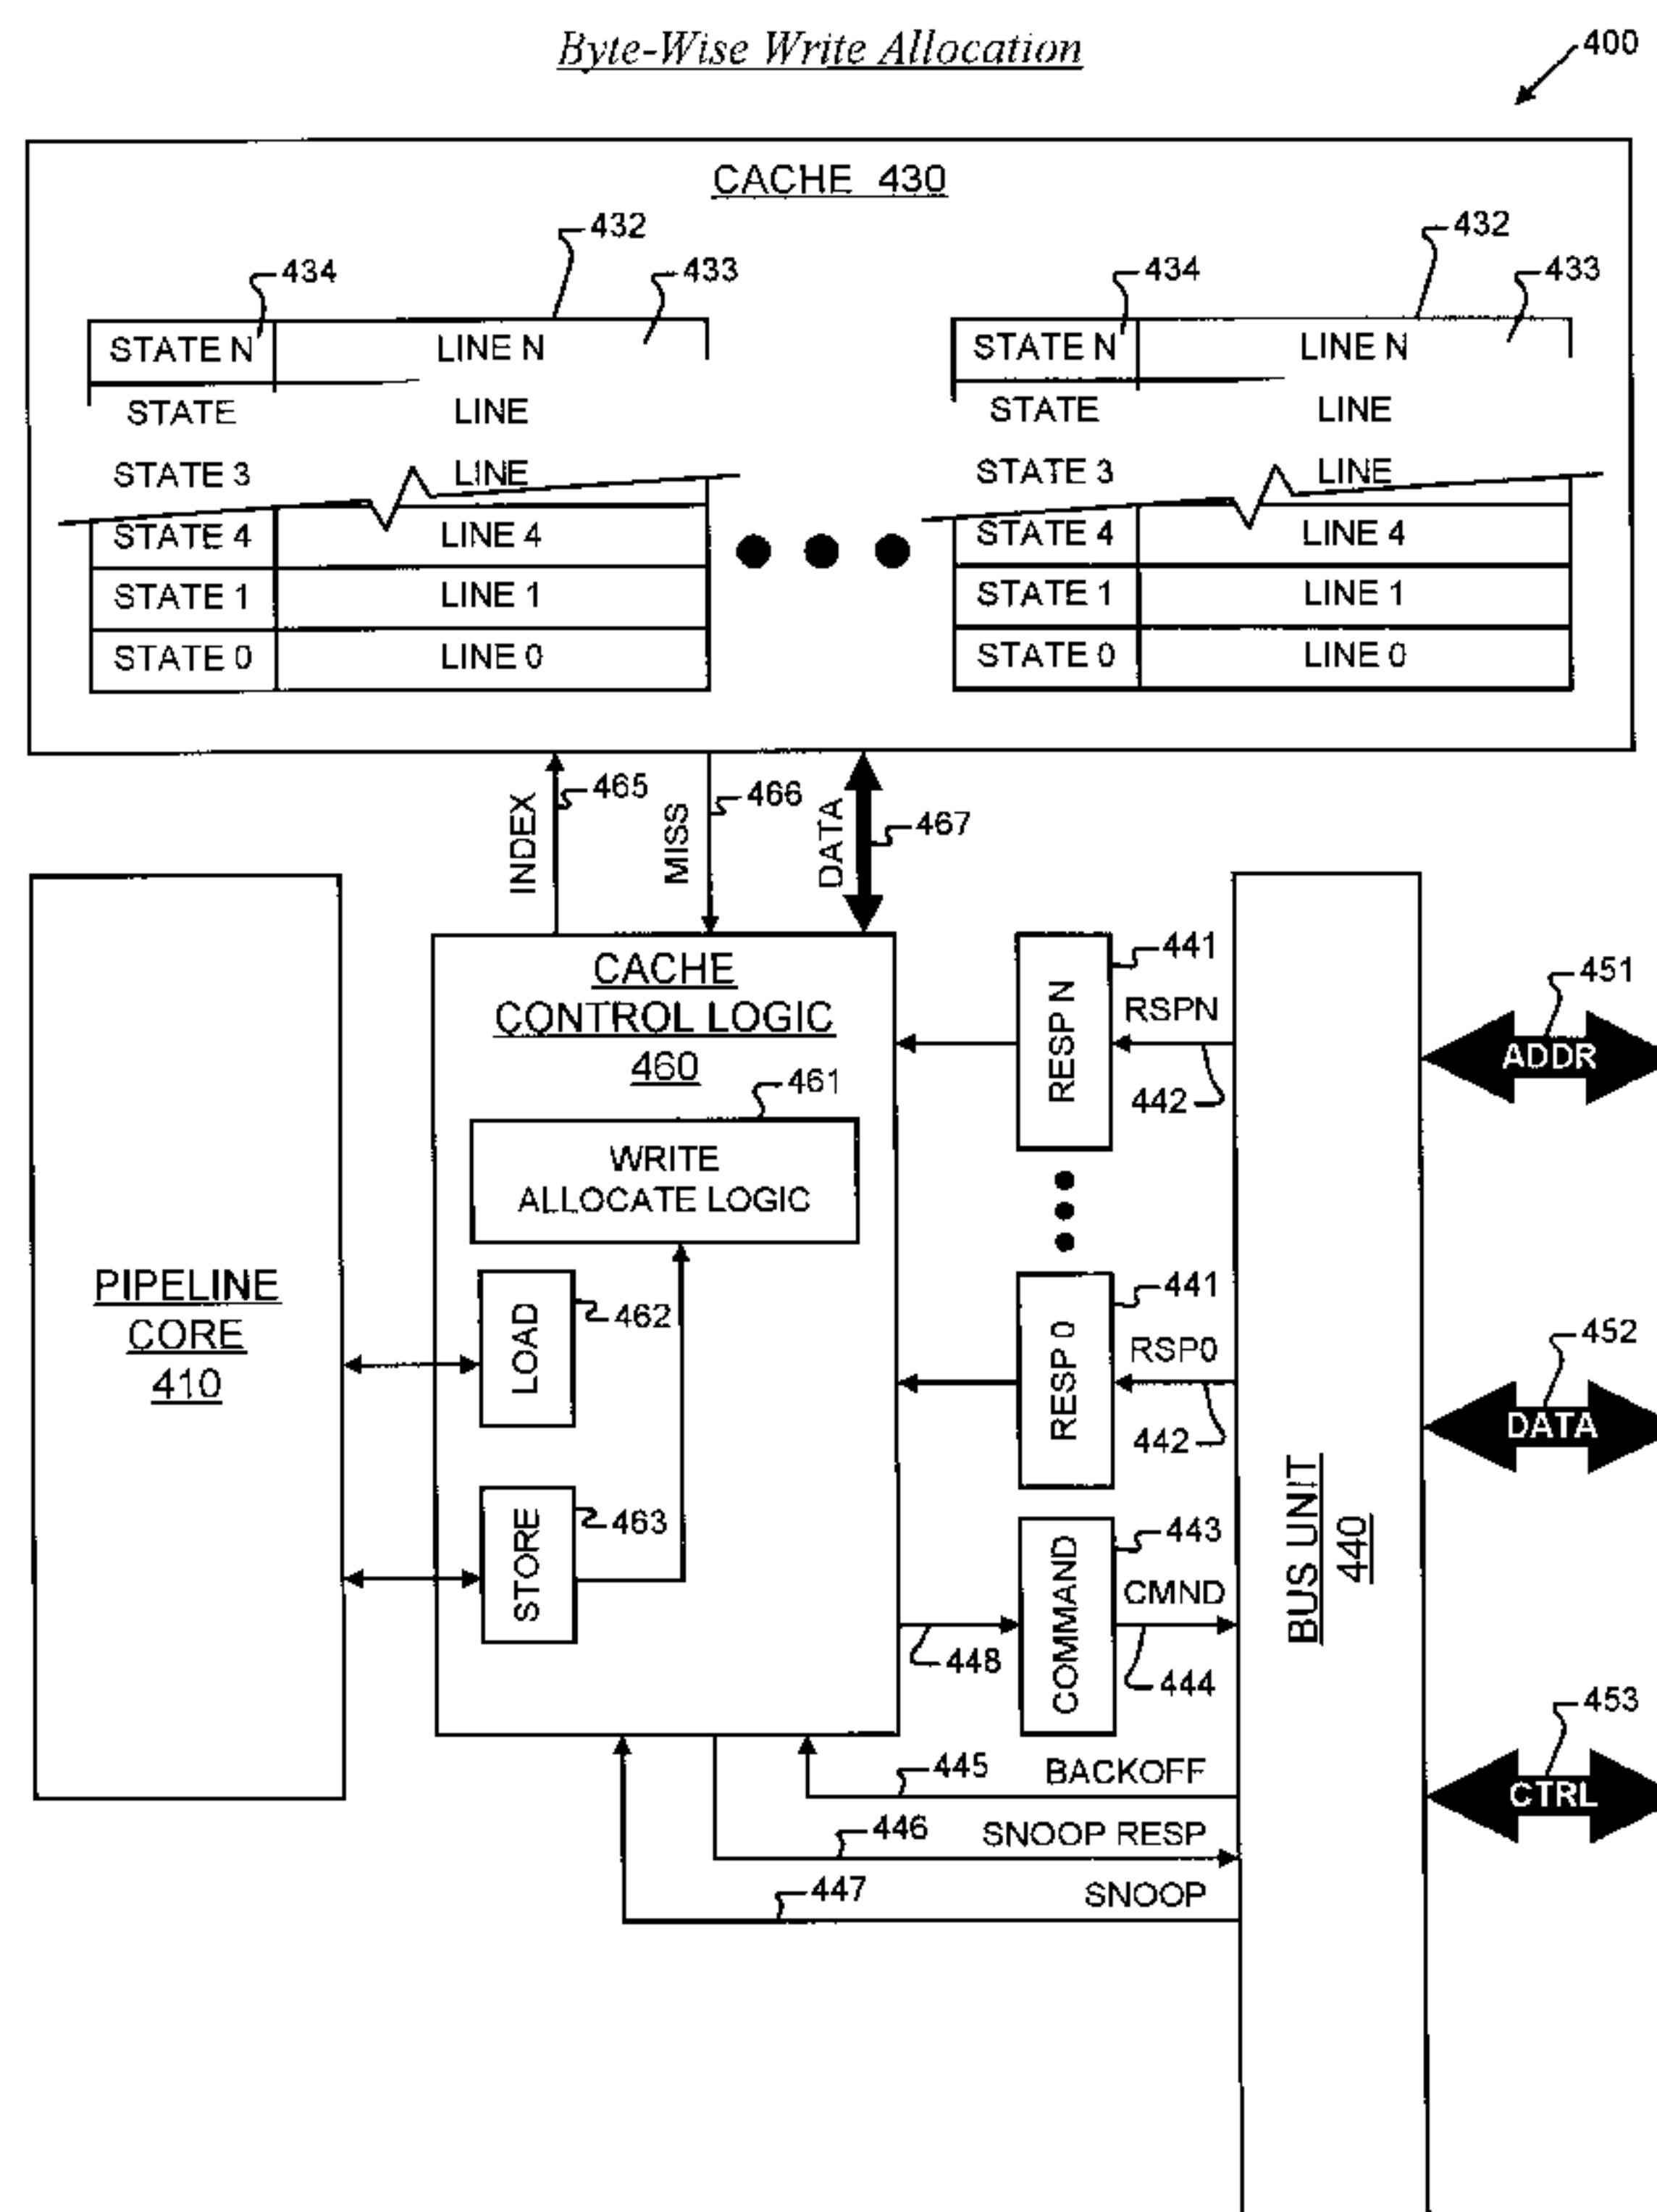 Byte-Wise Write Allocation
400
CACHE 430
432
434
433
STATE N
LINE N
STATE
LINE
STATE 3
LINE
STATE 4
LINE 4
STATE 1
LINE 1
STATE 0
LINE 0
432
434
433
STATE N
LINE N
STATE
LINE
STATE 3
LINE
STATE 4
LINE 4
STATE 1
LINE 1
STATE 0
LINE 0
INDEX
465
MISS
466
DATA
467
PIPELINE
CORE
410
CACHE
CONTROL LOGIC
460
461
WRITE
ALLOCATE LOGIC
LOAD
462
STORE
463
RESP N
441
RSPN
442
RESP 0
441
RSP0
442
COMMAND
443
CMND
444
448
445
BACKOFF
446
SNOOP RESP
447
SNOOP
BUS UNIT
440
451
ADDR
452
DATA
453
CTRL